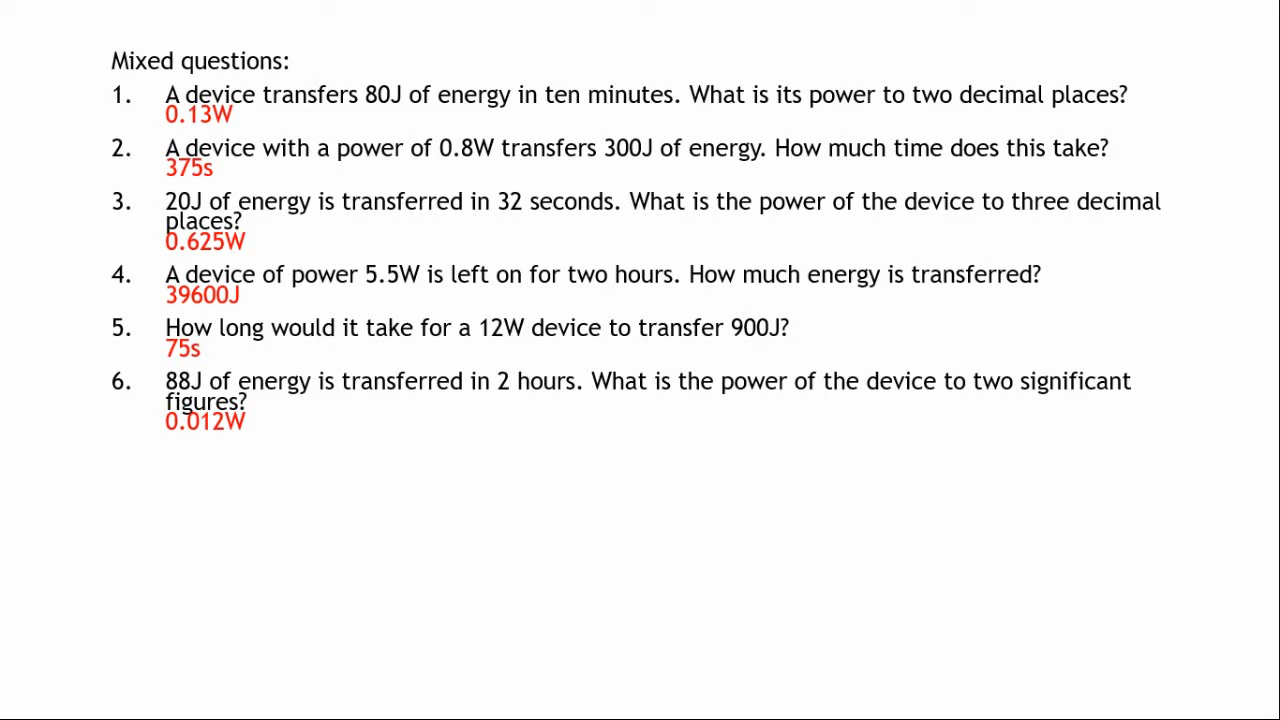 Mixed questions:
1. A device transfers 80J of energy in ten minutes. What is its power to two decimal places?
0.13W
2. A device with a power of 0.8W transfers 300J of energy. How much time does this take?
375s
3. 20J of energy is transferred in 32 seconds. What is the power of the device to three decimal
places?
0.625W
4. A device of power 5.5W is left on for two hours. How much energy is transferred?
39600J
5. How long would it take for a 12W device to transfer 900J?
75s
6. 88J of energy is transferred in 2 hours. What is the power of the device to two significant
figures?
0.012W